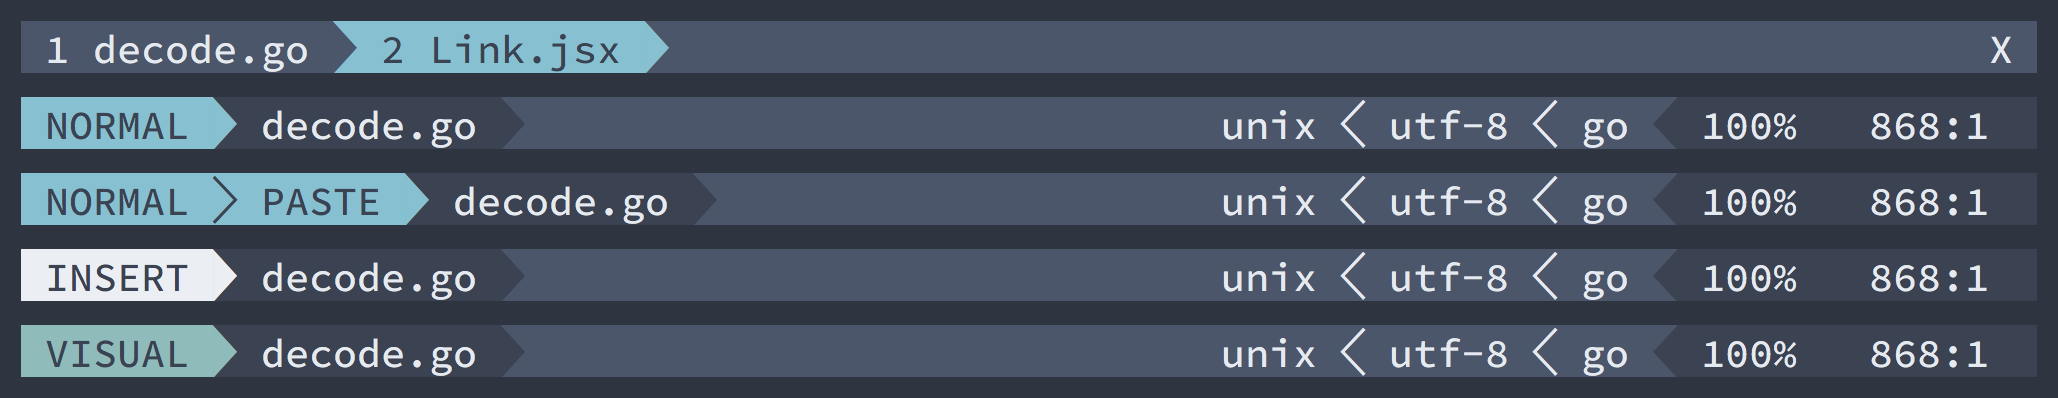 1 decode.go 2 Link.jsx X
NORMAL decode.go unix utf-8 go 100% 868:1
NORMAL PASTE decode.go unix utf-8 go 100% 868:1
INSERT decode.go unix utf-8 go 100% 868:1
VISUAL decode.go unix utf-8 go 100% 868:1